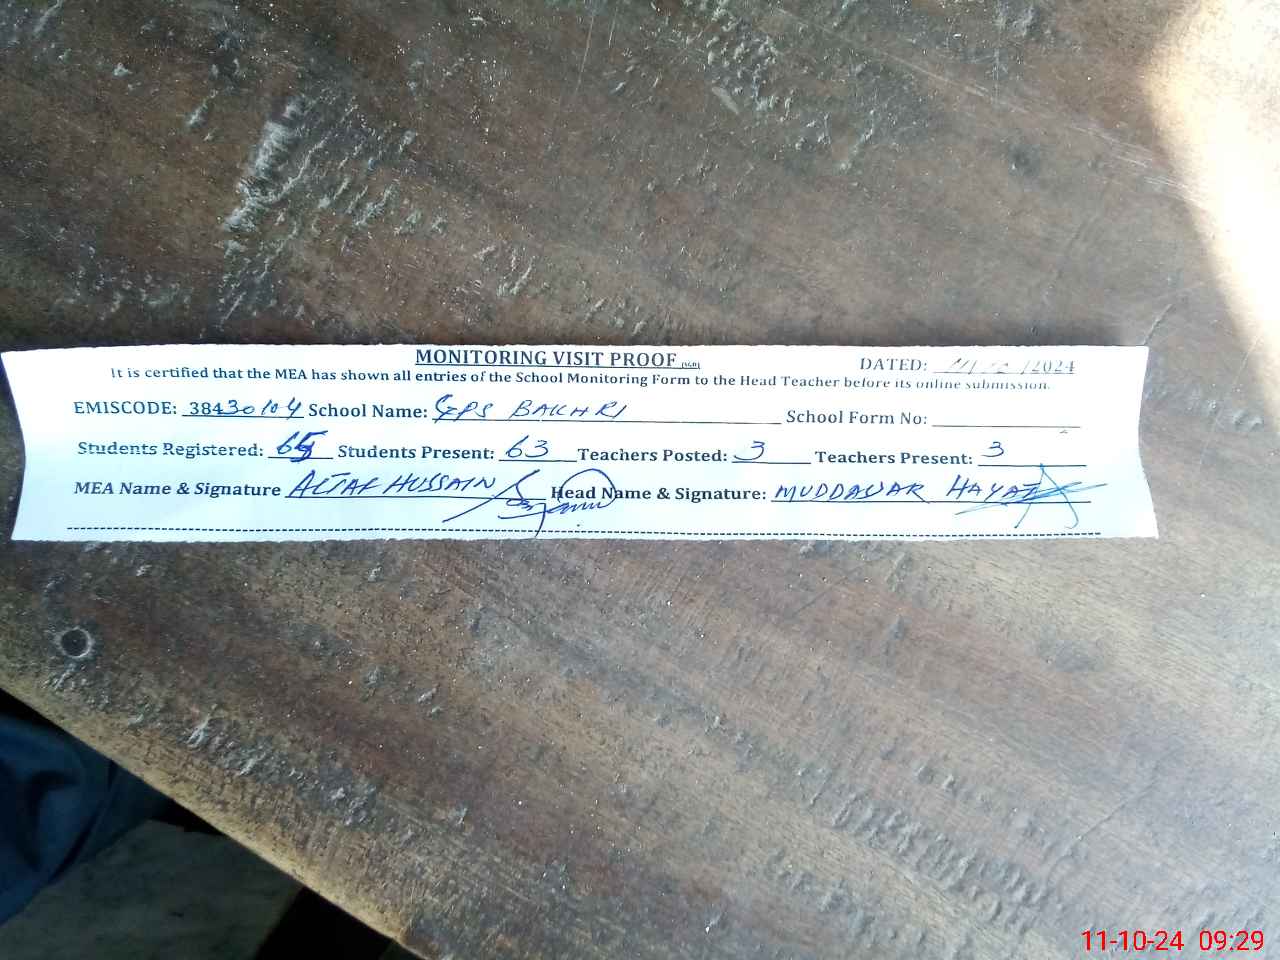 MONITORING VISIT PROOF (SGD)
DATED: /2024
It is certified that the MEA has shown all entries of the School Monitoring Form to the Head Teacher before its online submission.
EMISCODE: 38430104 School Name: GPS BAKHRI School Form No:
Students Registered: Students Present: 63 Teachers Posted: 3 Teachers Present: 3
MEA Name & Signature ALTAF HUSSAIN Head Name & Signature: MUDDASSAR HAYAT
11-10-24 09:29